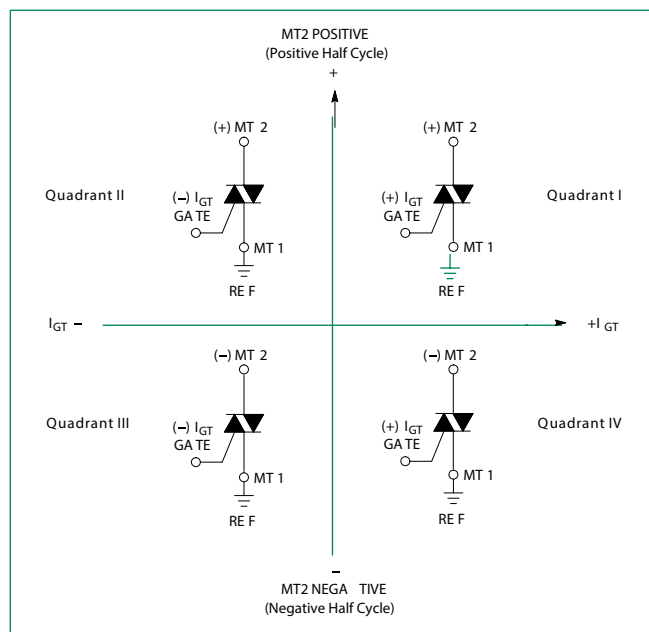 MT2 POSITIVE
(Positive Half Cycle)
+
(+) MT 2
(+) MT 2
Quadrant II
(−) IGT
GA TE
(+) IGT
GA TE
Quadrant I
MT 1
MT 1
RE F
RE F
IGT −
+I GT
(−) MT 2
(−) MT 2
Quadrant III
(−) IGT
GA TE
(+) IGT
GA TE
Quadrant IV
MT 1
MT 1
RE F
RE F
−
MT2 NEGA TIVE
(Negative Half Cycle)